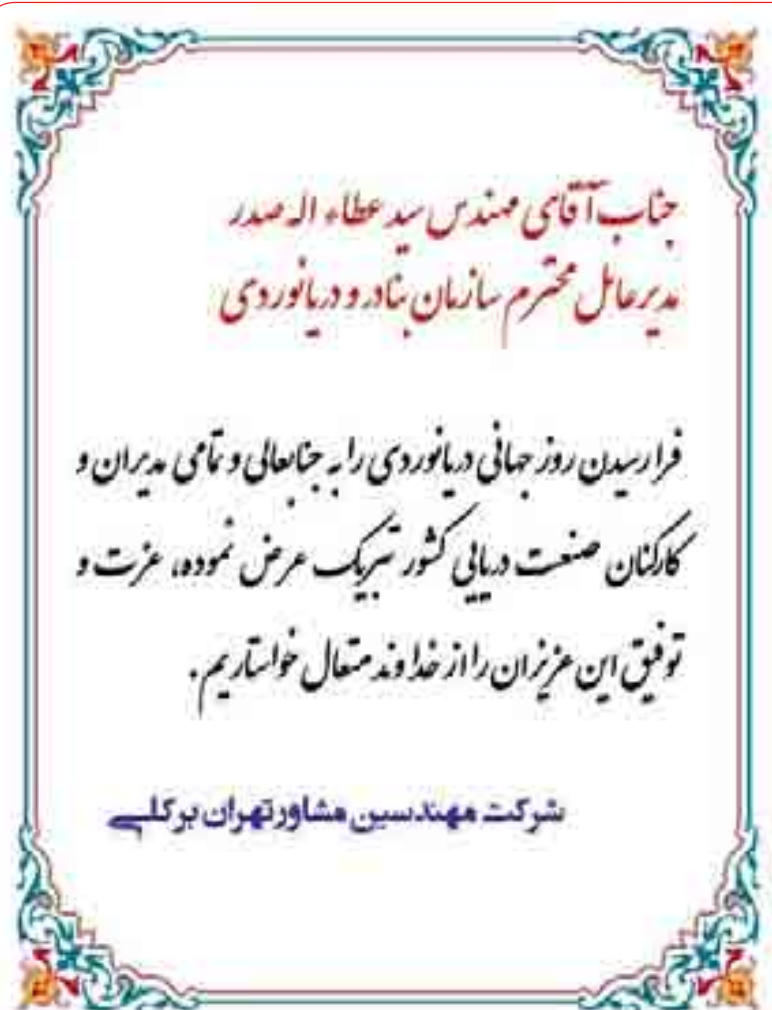 جناب آقای مهندس سید عطاء اله صدر
مدیرعامل محترم سازمان بنادر و دریانوردی
فرا رسیدن روز جهانی دریانوردی را به جنابعالی و تمامی مدیران و
کارکنان صنعت دریایی کشور تبریک عرض نموده، عزت و
توفیق این عزیزان را از خداوند متعال خواستاریم.
شرکت مهندسین مشاور تهران برکلی